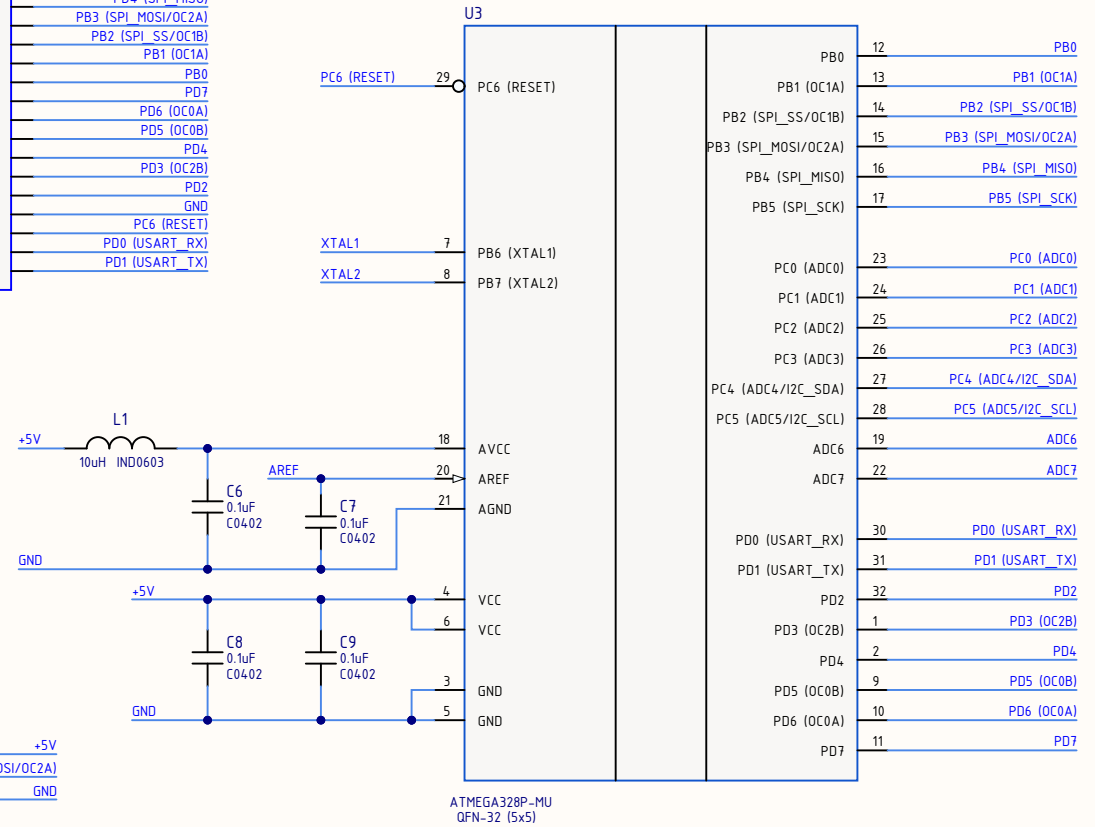 PB4 (SPI_MISO)
PB3 (SPI_MOSI/OC2A)
PB2 (SPI_SS/OC1B)
PB1 (OC1A)
PB0
PD7
PD6 (OC0A)
PD5 (OC0B)
PD4
PD3 (OC2B)
PD2
GND
PC6 (RESET)
PD0 (USART_RX)
PD1 (USART_TX)
U3
PC6 (RESET) 29 PC6 (RESET)
XTAL1 7 PB6 (XTAL1)
XTAL2 8 PB7 (XTAL2)
L1
+5V
10uH IND0603
18 AVCC
AREF 20 AREF
21 AGND
C6
0.1uF
C0402
C7
0.1uF
C0402
GND
+5V 4 VCC
6 VCC
C8
0.1uF
C0402
C9
0.1uF
C0402
3 GND
GND 5 GND
+5V
OSI/OC2A)
GND
PB0 12 PB0
PB1 (OC1A) 13 PB1 (OC1A)
PB2 (SPI_SS/OC1B) 14 PB2 (SPI_SS/OC1B)
PB3 (SPI_MOSI/OC2A) 15 PB3 (SPI_MOSI/OC2A)
PB4 (SPI_MISO) 16 PB4 (SPI_MISO)
PB5 (SPI_SCK) 17 PB5 (SPI_SCK)
PC0 (ADC0) 23 PC0 (ADC0)
PC1 (ADC1) 24 PC1 (ADC1)
PC2 (ADC2) 25 PC2 (ADC2)
PC3 (ADC3) 26 PC3 (ADC3)
PC4 (ADC4/I2C_SDA) 27 PC4 (ADC4/I2C_SDA)
PC5 (ADC5/I2C_SCL) 28 PC5 (ADC5/I2C_SCL)
ADC6 19 ADC6
ADC7 22 ADC7
PD0 (USART_RX) 30 PD0 (USART_RX)
PD1 (USART_TX) 31 PD1 (USART_TX)
PD2 32 PD2
PD3 (OC2B) 1 PD3 (OC2B)
PD4 2 PD4
PD5 (OC0B) 9 PD5 (OC0B)
PD6 (OC0A) 10 PD6 (OC0A)
PD7 11 PD7
ATMEGA328P-MU
QFN-32 (5x5)